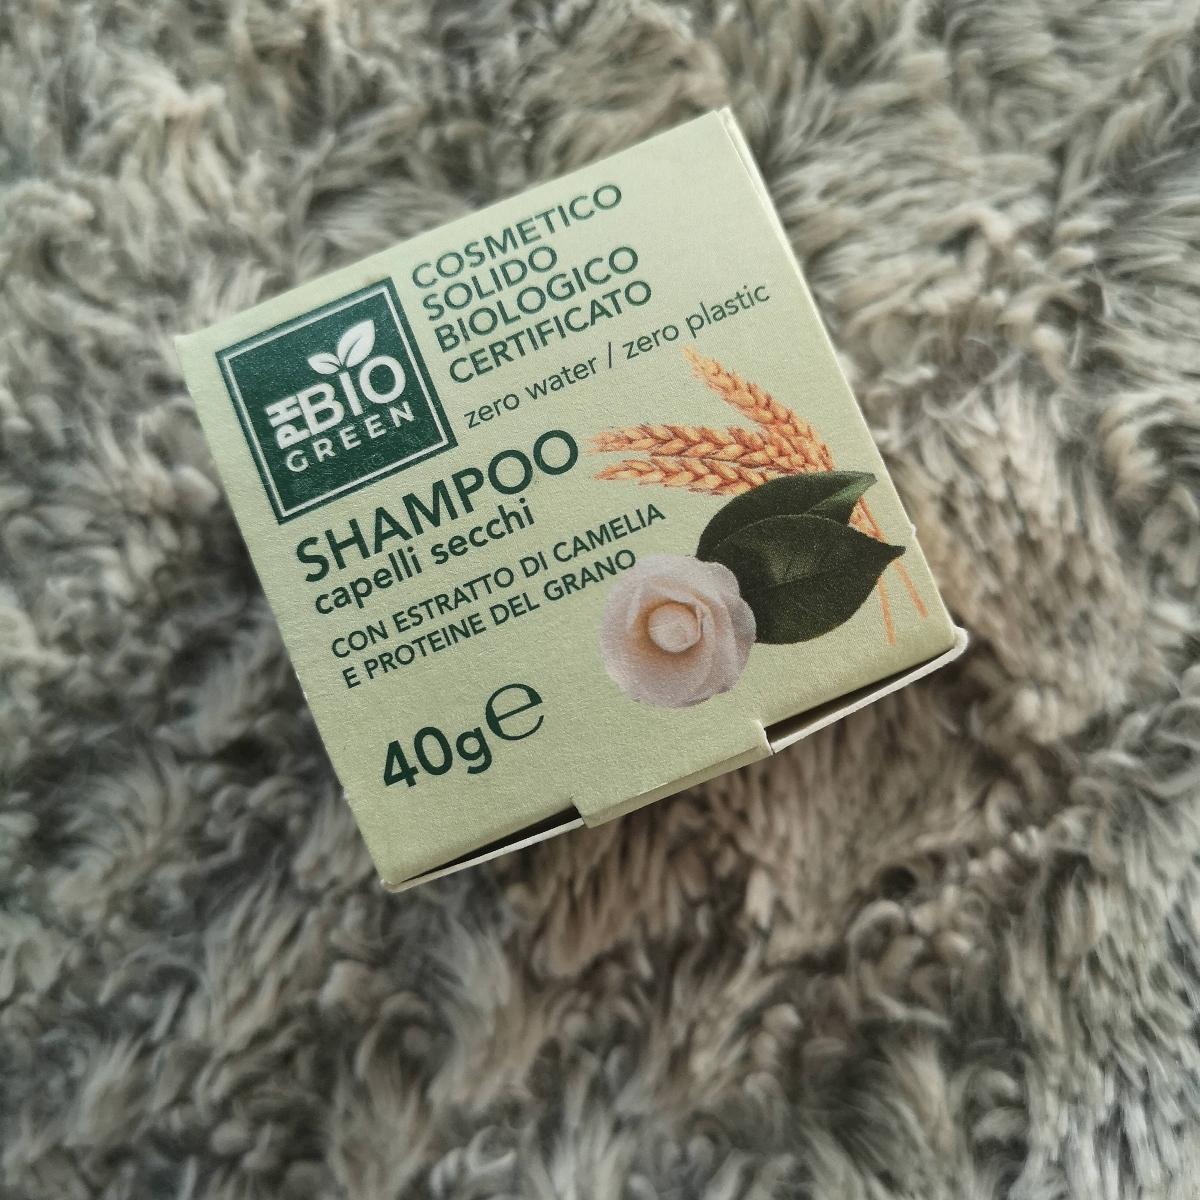 COSMETICO
SOLIDO
BIOLOGICO
CERTIFICATO
zero water / zero plastic
PH BIO
GREEN
SHAMPOO
capelli secchi
CON ESTRATTO DI CAMELIA
E PROTEINE DEL GRANO
40g ℮